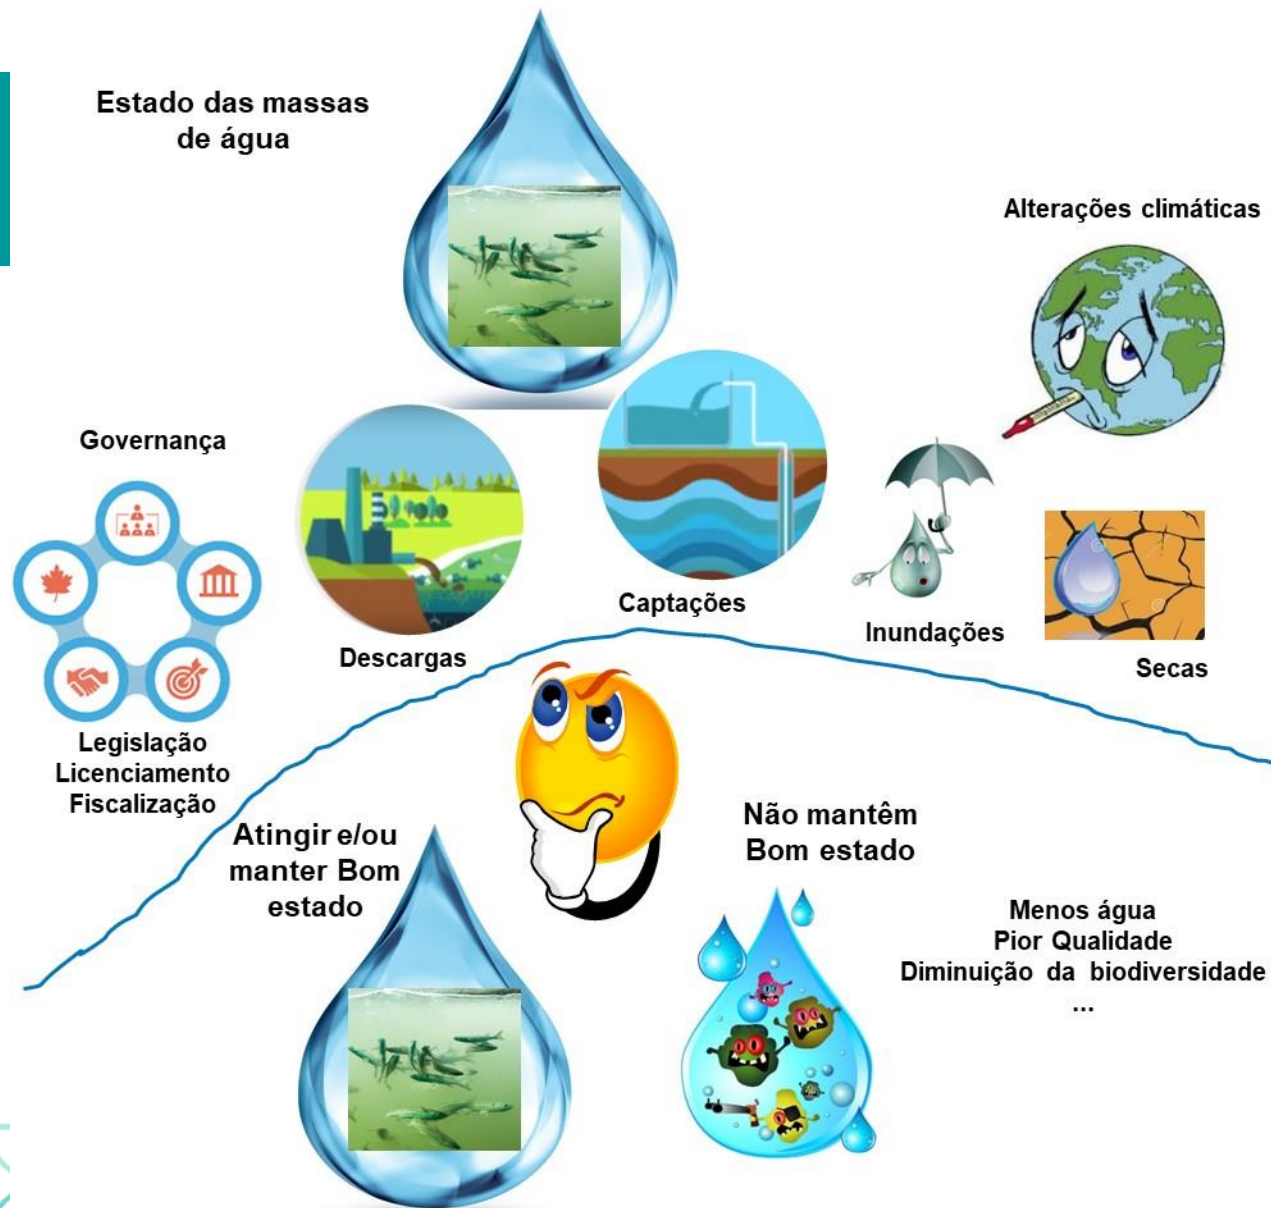 Estado das massas
de água
Alterações climáticas
Governança
Captações
Inundações
Descargas
Secas
Legislação
Licenciamento
Fiscalização
Atingir e/ou
manter Bom
estado
Não mantêm
Bom estado
Menos água
Pior Qualidade
Diminuição da biodiversidade
...